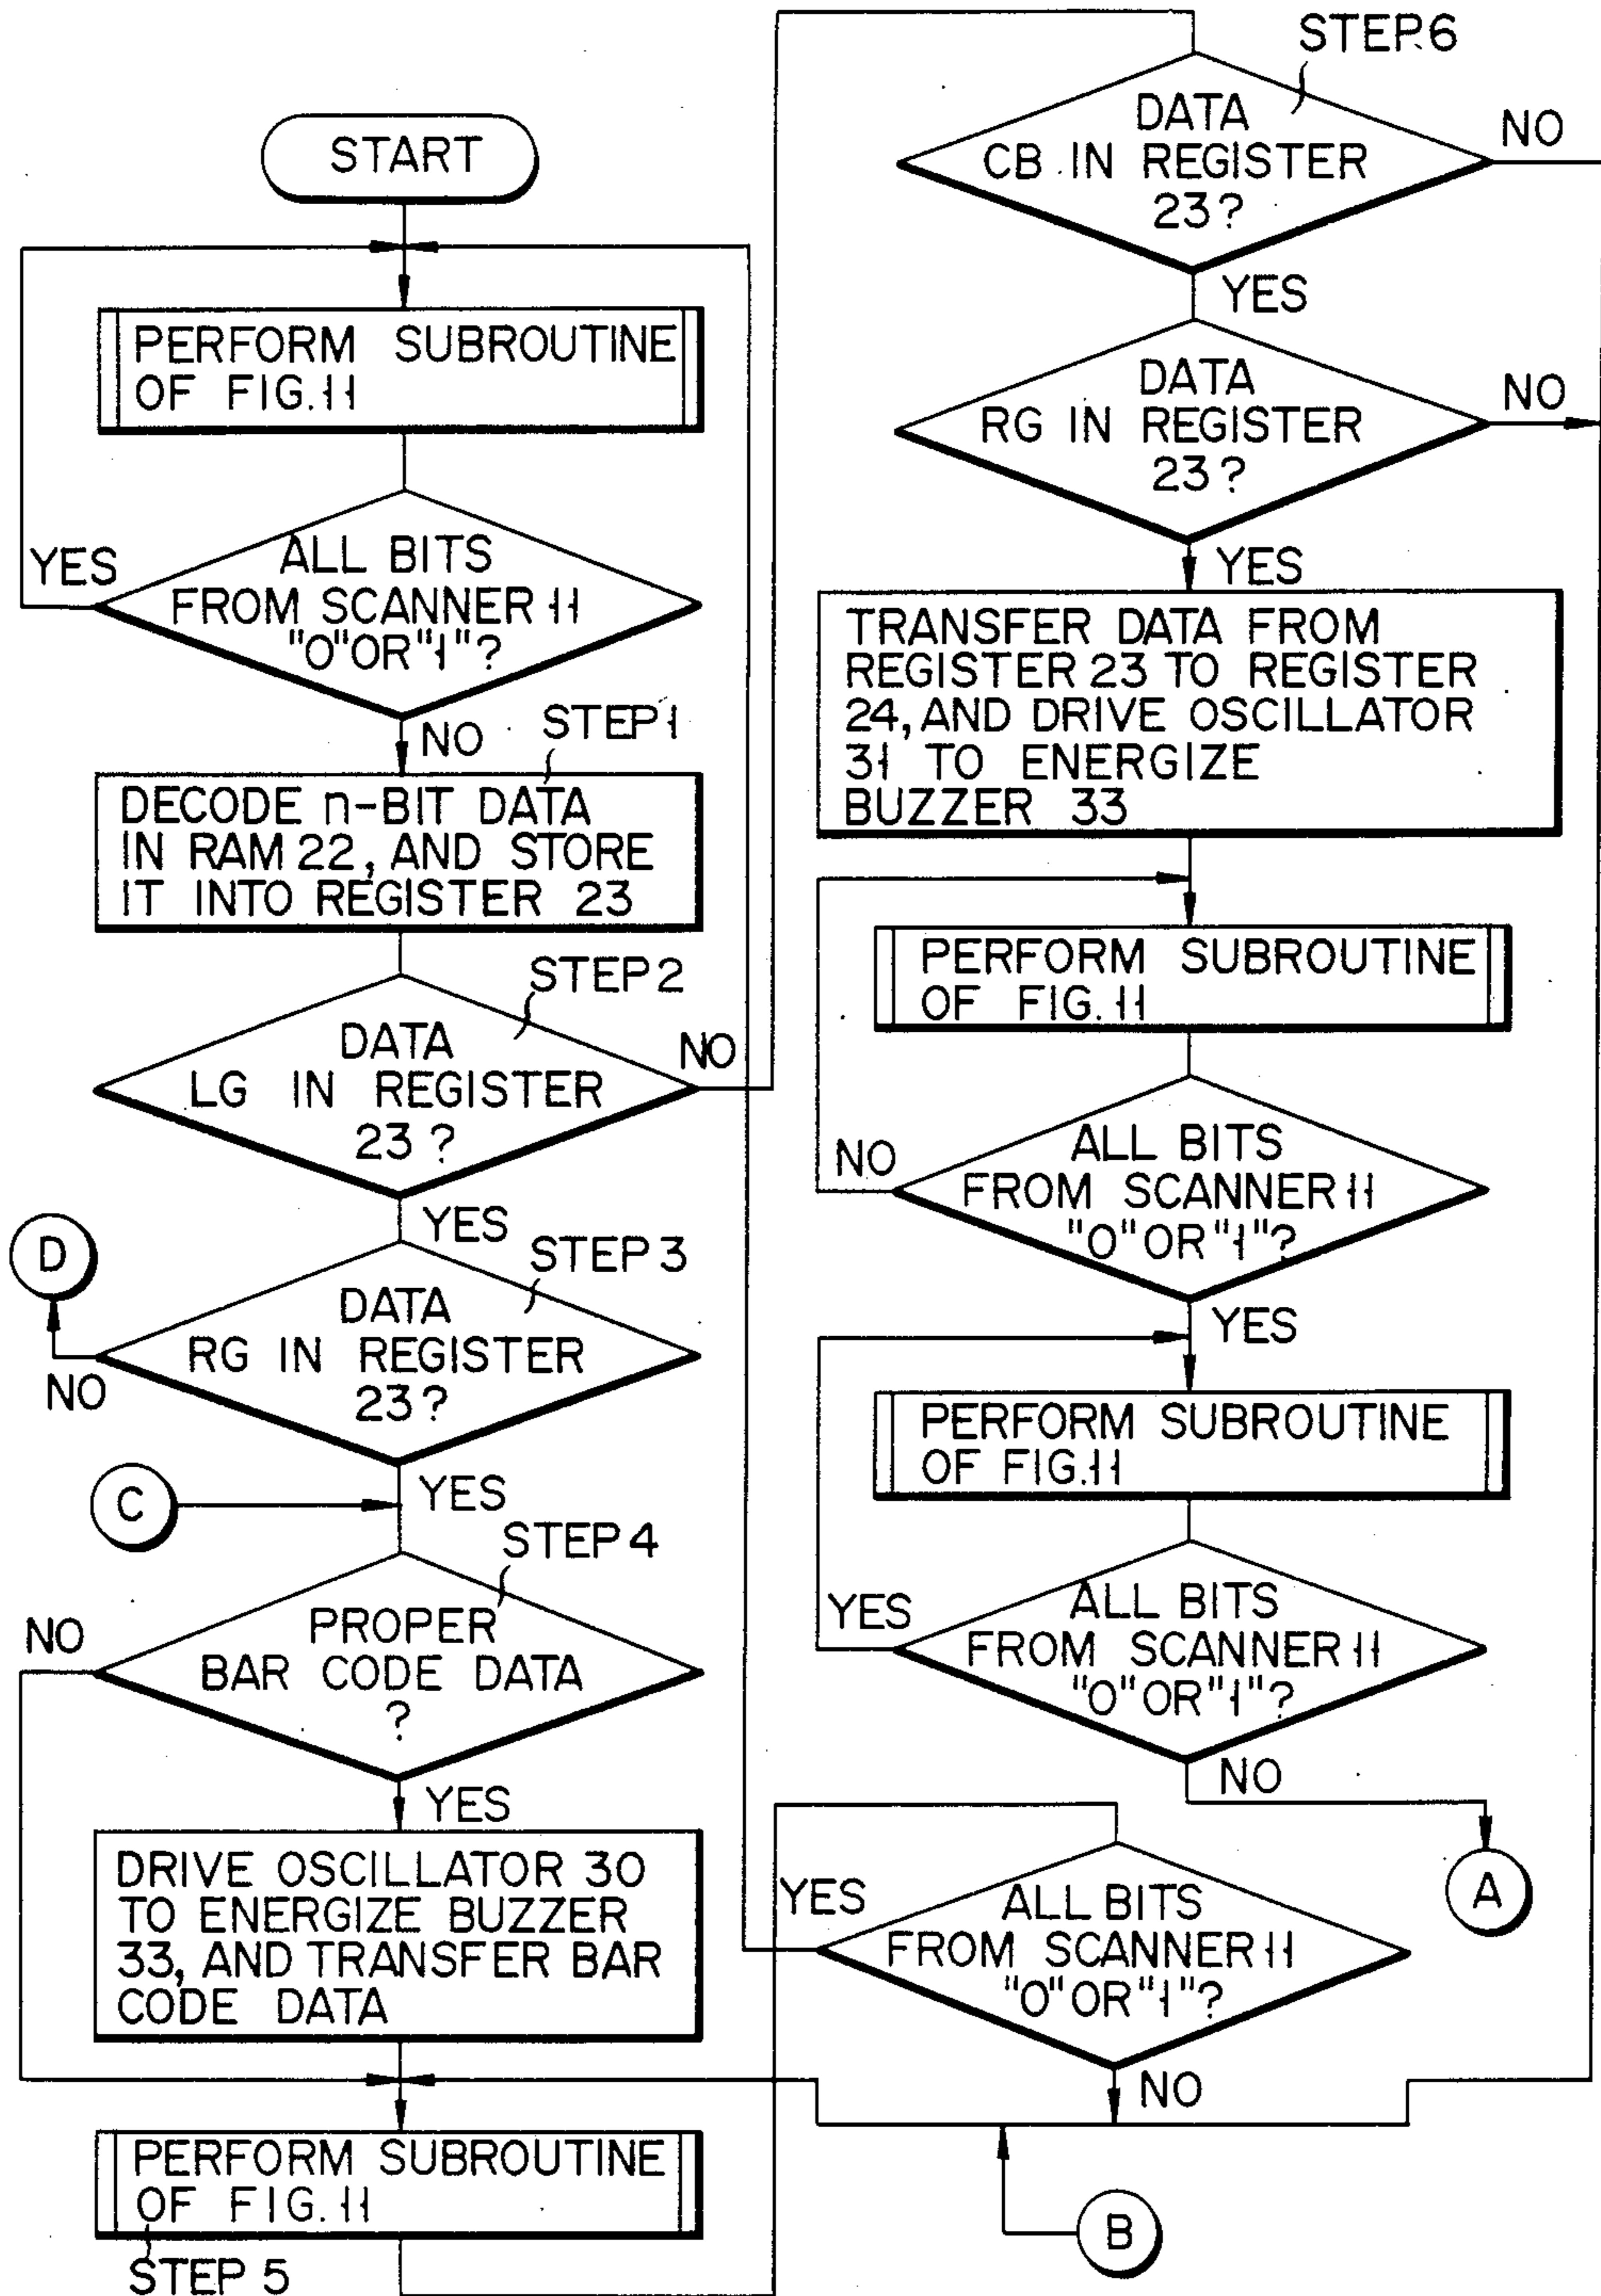 START
PERFORM SUBROUTINE
OF FIG.11
ALL BITS
FROM SCANNER 11
"0" OR "1"?
YES
NO
STEP 1
DECODE n-BIT DATA
IN RAM 22, AND STORE
IT INTO REGISTER 23
STEP 2
DATA
LG IN REGISTER
23?
NO
YES
D
STEP 3
DATA
RG IN REGISTER
23?
NO
YES
C
STEP 4
PROPER
BAR CODE DATA
?
NO
YES
DRIVE OSCILLATOR 30
TO ENERGIZE BUZZER
33, AND TRANSFER BAR
CODE DATA
PERFORM SUBROUTINE
OF FIG.11
STEP 5
STEP 6
DATA
CB IN REGISTER
23?
NO
YES
DATA
RG IN REGISTER
23?
NO
YES
TRANSFER DATA FROM
REGISTER 23 TO REGISTER
24, AND DRIVE OSCILLATOR
31 TO ENERGIZE
BUZZER 33
PERFORM SUBROUTINE
OF FIG.11
ALL BITS
FROM SCANNER 11
"0" OR "1"?
NO
YES
PERFORM SUBROUTINE
OF FIG.11
ALL BITS
FROM SCANNER 11
"0" OR "1"?
YES
NO
A
ALL BITS
FROM SCANNER 11
"0" OR "1"?
YES
NO
B